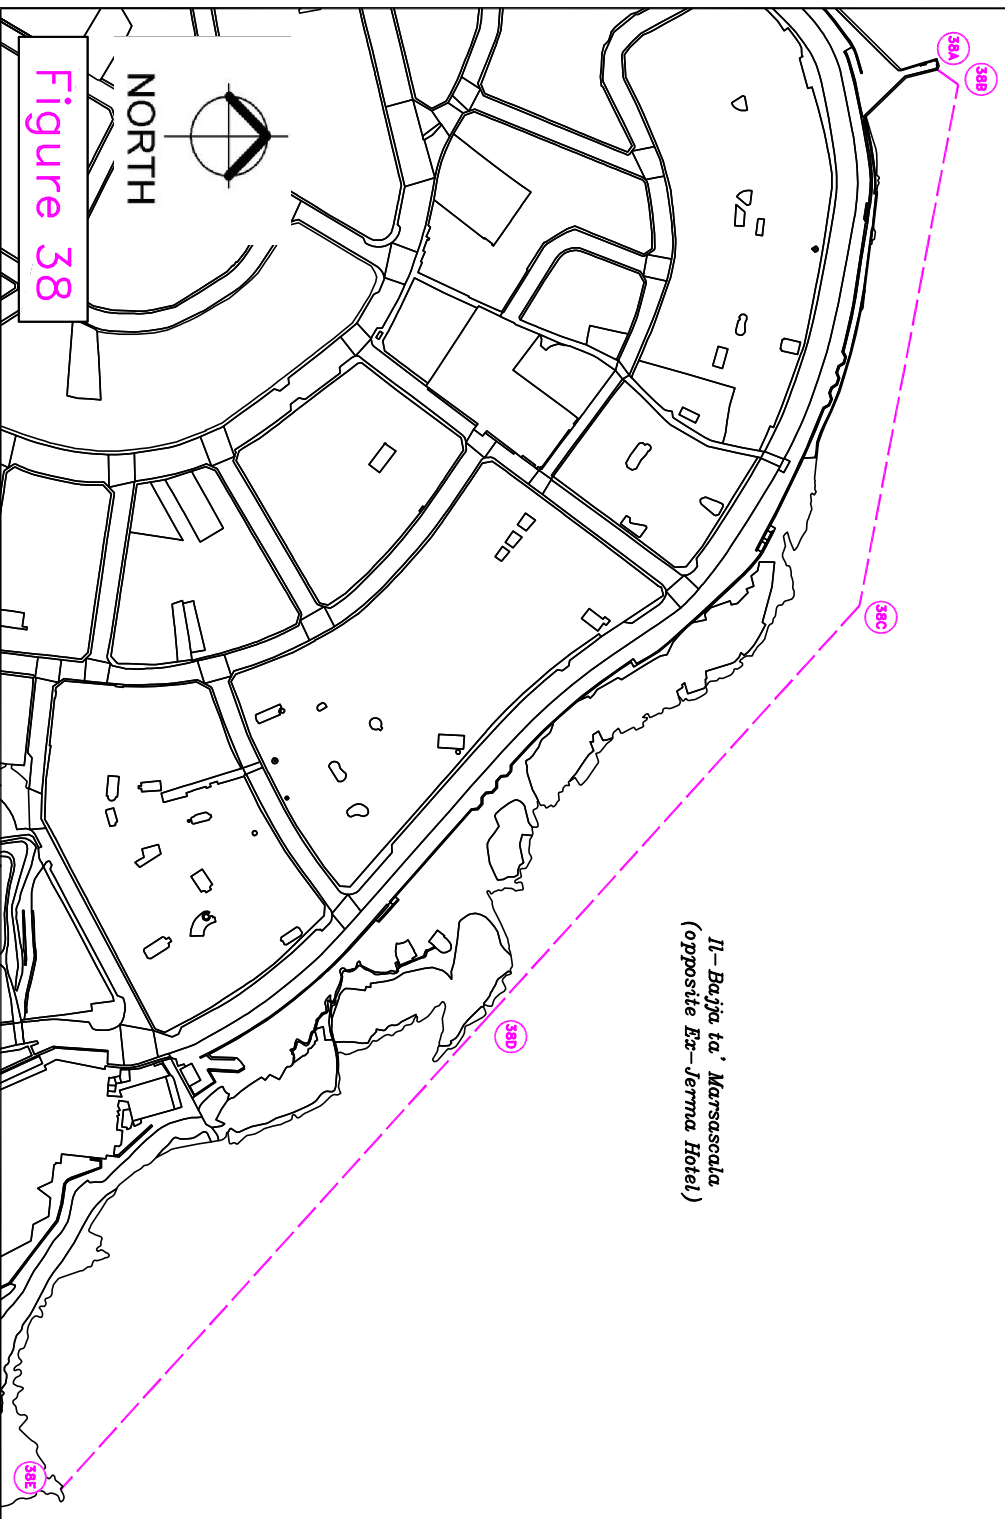 38A
38B
38C
38D
38E
Il-Bajja ta' Marsascala
(opposite Ex-Jerma Hotel)
NORTH
Figure 38